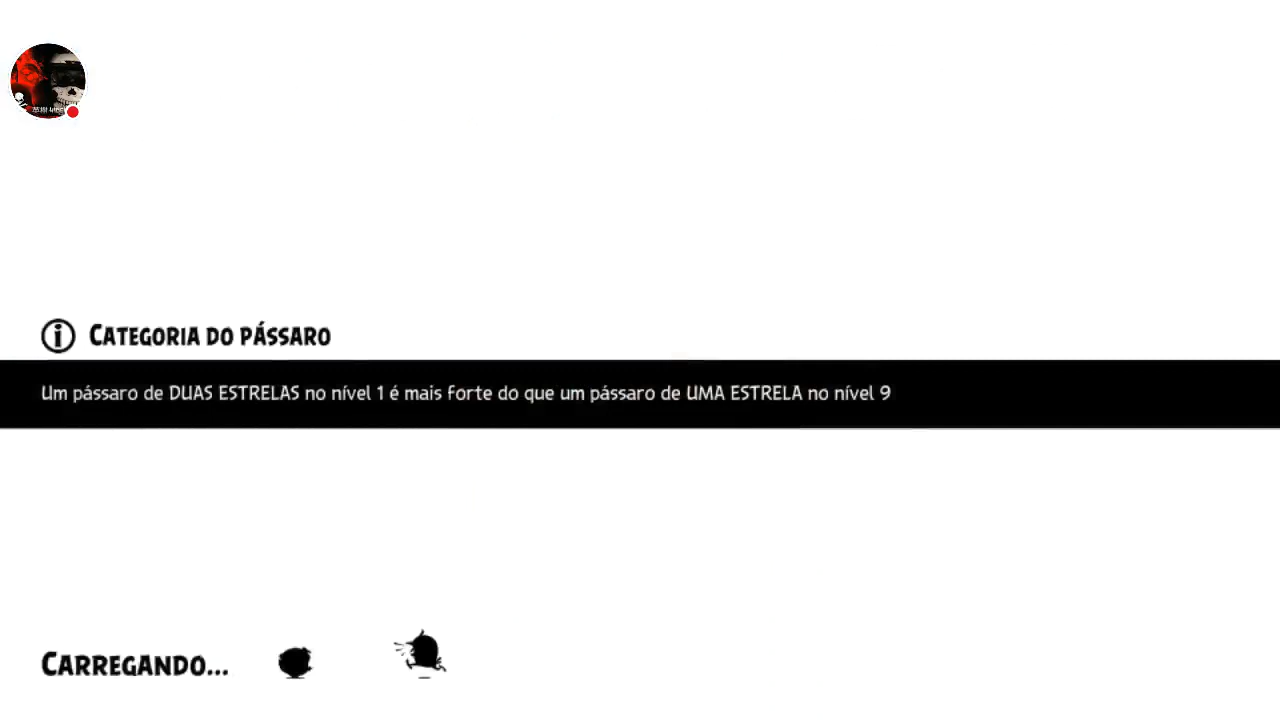 Categoria do pássaro
Um pássaro de DUAS ESTRELAS no nível 1 é mais forte do que um pássaro de UMA ESTRELA no nível 9
Carregando...